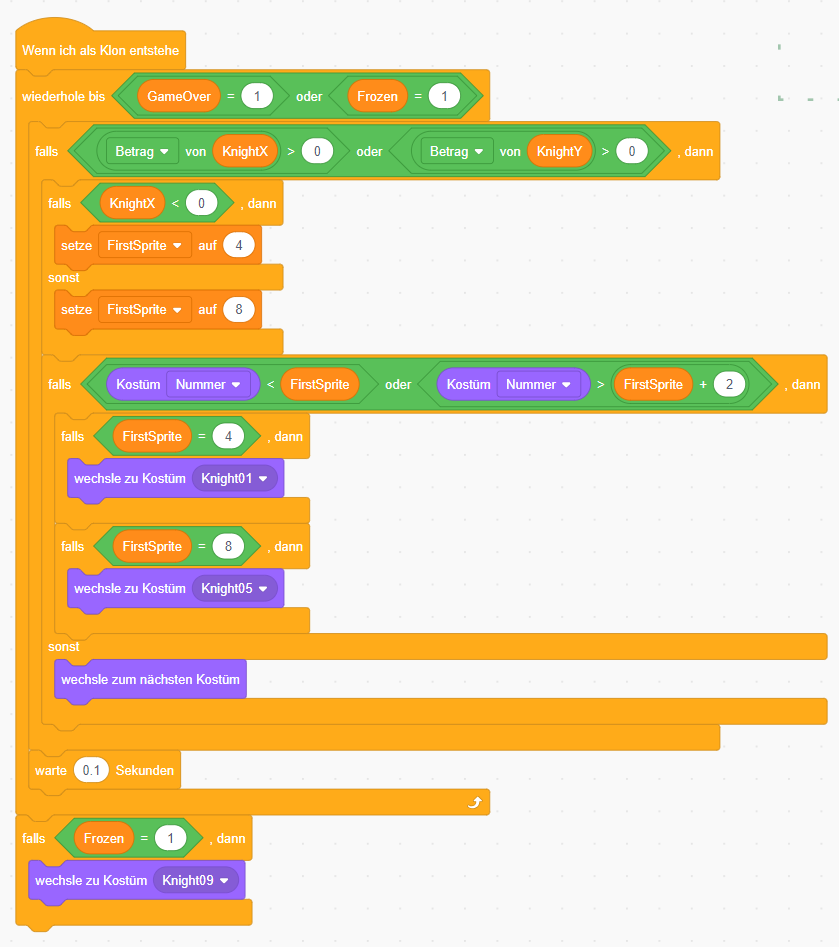 Wenn ich als Klon entstehe
wiederhole bis GameOver = 1 oder Frozen = 1
falls Betrag von KnightX > 0 oder Betrag von KnightY > 0 , dann
falls KnightX < 0 , dann
setze FirstSprite auf 4
sonst
setze FirstSprite auf 8
falls Kostüm Nummer < FirstSprite oder Kostüm Nummer > FirstSprite + 2 , dann
falls FirstSprite = 4 , dann
wechsle zu Kostüm Knight01
falls FirstSprite = 8 , dann
wechsle zu Kostüm Knight05
sonst
wechsle zum nächsten Kostüm
warte 0.1 Sekunden
falls Frozen = 1 , dann
wechsle zu Kostüm Knight09